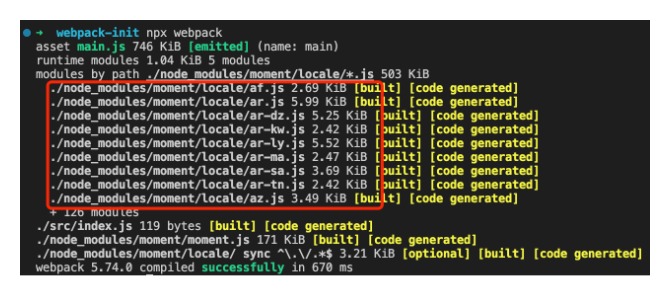 → webpack-init npx webpack
asset main.js 746 KiB [emitted] (name: main)
runtime modules 1.04 KiB 5 modules
modules by path ./node_modules/moment/locale/*.js 503 KiB
./node_modules/moment/locale/af.js 2.69 KiB [built] [code generated]
./node_modules/moment/locale/ar.js 5.99 KiB [built] [code generated]
./node_modules/moment/locale/ar-dz.js 5.25 KiB [built] [code generated]
./node_modules/moment/locale/ar-kw.js 2.42 KiB [built] [code generated]
./node_modules/moment/locale/ar-ly.js 5.52 KiB [built] [code generated]
./node_modules/moment/locale/ar-ma.js 2.47 KiB [built] [code generated]
./node_modules/moment/locale/ar-sa.js 3.69 KiB [built] [code generated]
./node_modules/moment/locale/ar-tn.js 2.42 KiB [built] [code generated]
./node_modules/moment/locale/az.js 3.49 KiB [built] [code generated]
+ 126 modules
./src/index.js 119 bytes [built] [code generated]
./node_modules/moment/moment.js 171 KiB [built] [code generated]
./node_modules/moment/locale/ sync ^\.\/.*$ 3.21 KiB [optional] [built] [code generated]
webpack 5.74.0 compiled successfully in 670 ms